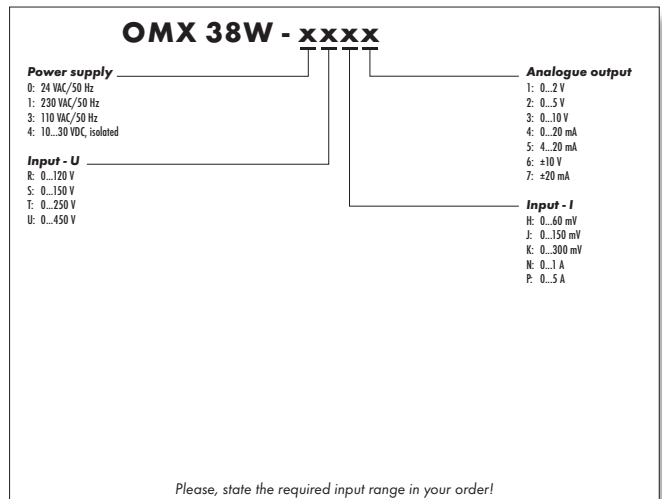 OMX 38W - xxxx
Power supply
0: 24 VAC/50 Hz
1: 230 VAC/50 Hz
3: 110 VAC/50 Hz
4: 10...30 VDC, isolated
Input - U
R: 0...120 V
S: 0...150 V
T: 0...250 V
U: 0...450 V
Analogue output
1: 0...2 V
2: 0...5 V
3: 0...10 V
4: 0...20 mA
5: 4...20 mA
6: ±10 V
7: ±20 mA
Input - I
H: 0...60 mV
J: 0...150 mV
K: 0...300 mV
N: 0...1 A
P: 0...5 A
Please, state the required input range in your order!